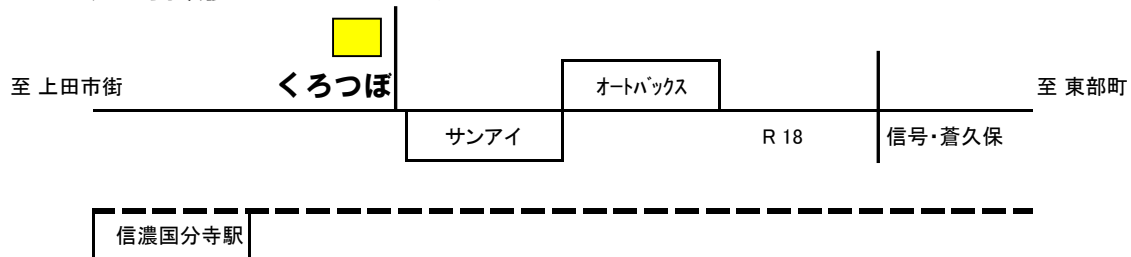 至 上田市街
くろつぼ
オートバックス
至 東部町
サンアイ
R 18
信号・蒼久保
信濃国分寺駅